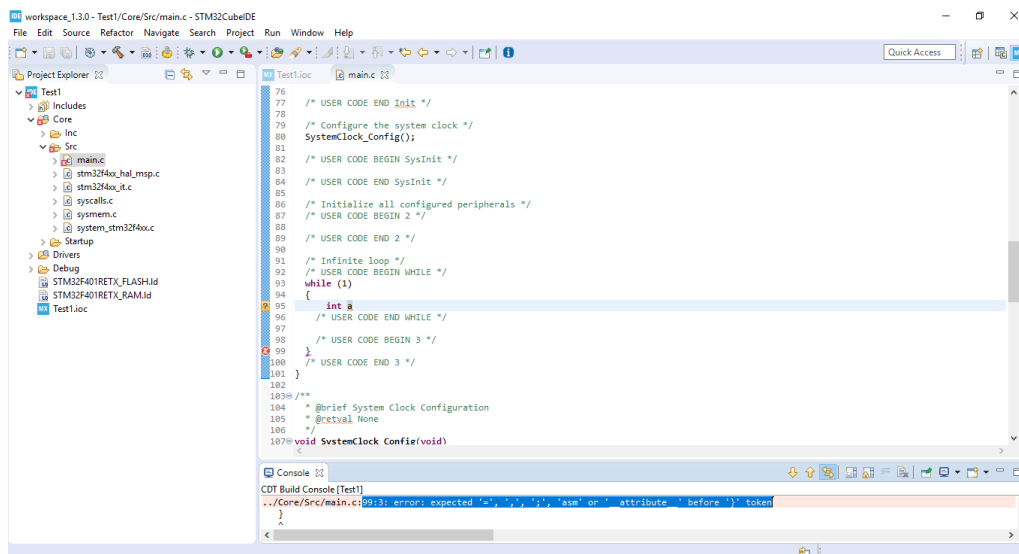 workspace_1.3.0 - Test1/Core/Src/main.c - STM32CubeIDE
File Edit Source Refactor Navigate Search Project Run Window Help
Quick Access
Project Explorer
Test1
Includes
Core
Inc
Src
main.c
stm32f4xx_hal_msp.c
stm32f4xx_it.c
syscalls.c
sysmem.c
system_stm32f4xx.c
Startup
Drivers
Debug
STM32F401RETX_FLASH.ld
STM32F401RETX_RAM.ld
Test1.ioc
Test1.ioc main.c
76
77 /* USER CODE END Init */
78
79 /* Configure the system clock */
80 SystemClock_Config();
81
82 /* USER CODE BEGIN SysInit */
83
84 /* USER CODE END SysInit */
85
86 /* Initialize all configured peripherals */
87 /* USER CODE BEGIN 2 */
88
89 /* USER CODE END 2 */
90
91 /* Infinite loop */
92 /* USER CODE BEGIN WHILE */
93 while (1)
94 {
95 int a
96 /* USER CODE END WHILE */
97
98 /* USER CODE BEGIN 3 */
99 }
100 /* USER CODE END 3 */
101 }
102
103 /**
104 * @brief System Clock Configuration
105 * @retval None
106 */
107 void SystemClock_Config(void)
Console
CDT Build Console [Test1]
../Core/Src/main.c:99:3: error: expected '=', ',', ';', 'asm' or '__attribute__' before '}' token
}
^